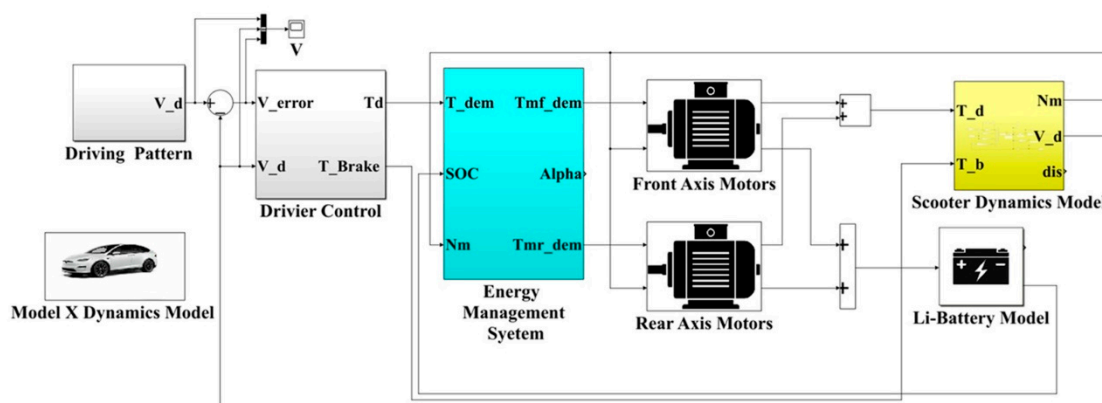 V
V_d
Driving Pattern
+
-
V_error
V_d
Td
T_Brake
Drivier Control
Model X Dynamics Model
T_dem
SOC
Nm
Tmf_dem
Alpha
Tmr_dem
Energy
Management
Syetem
Front Axis Motors
Rear Axis Motors
+
+
+
+
T_d
T_b
Nm
V_d
dis
Scooter Dynamics Model
+ -
Li-Battery Model